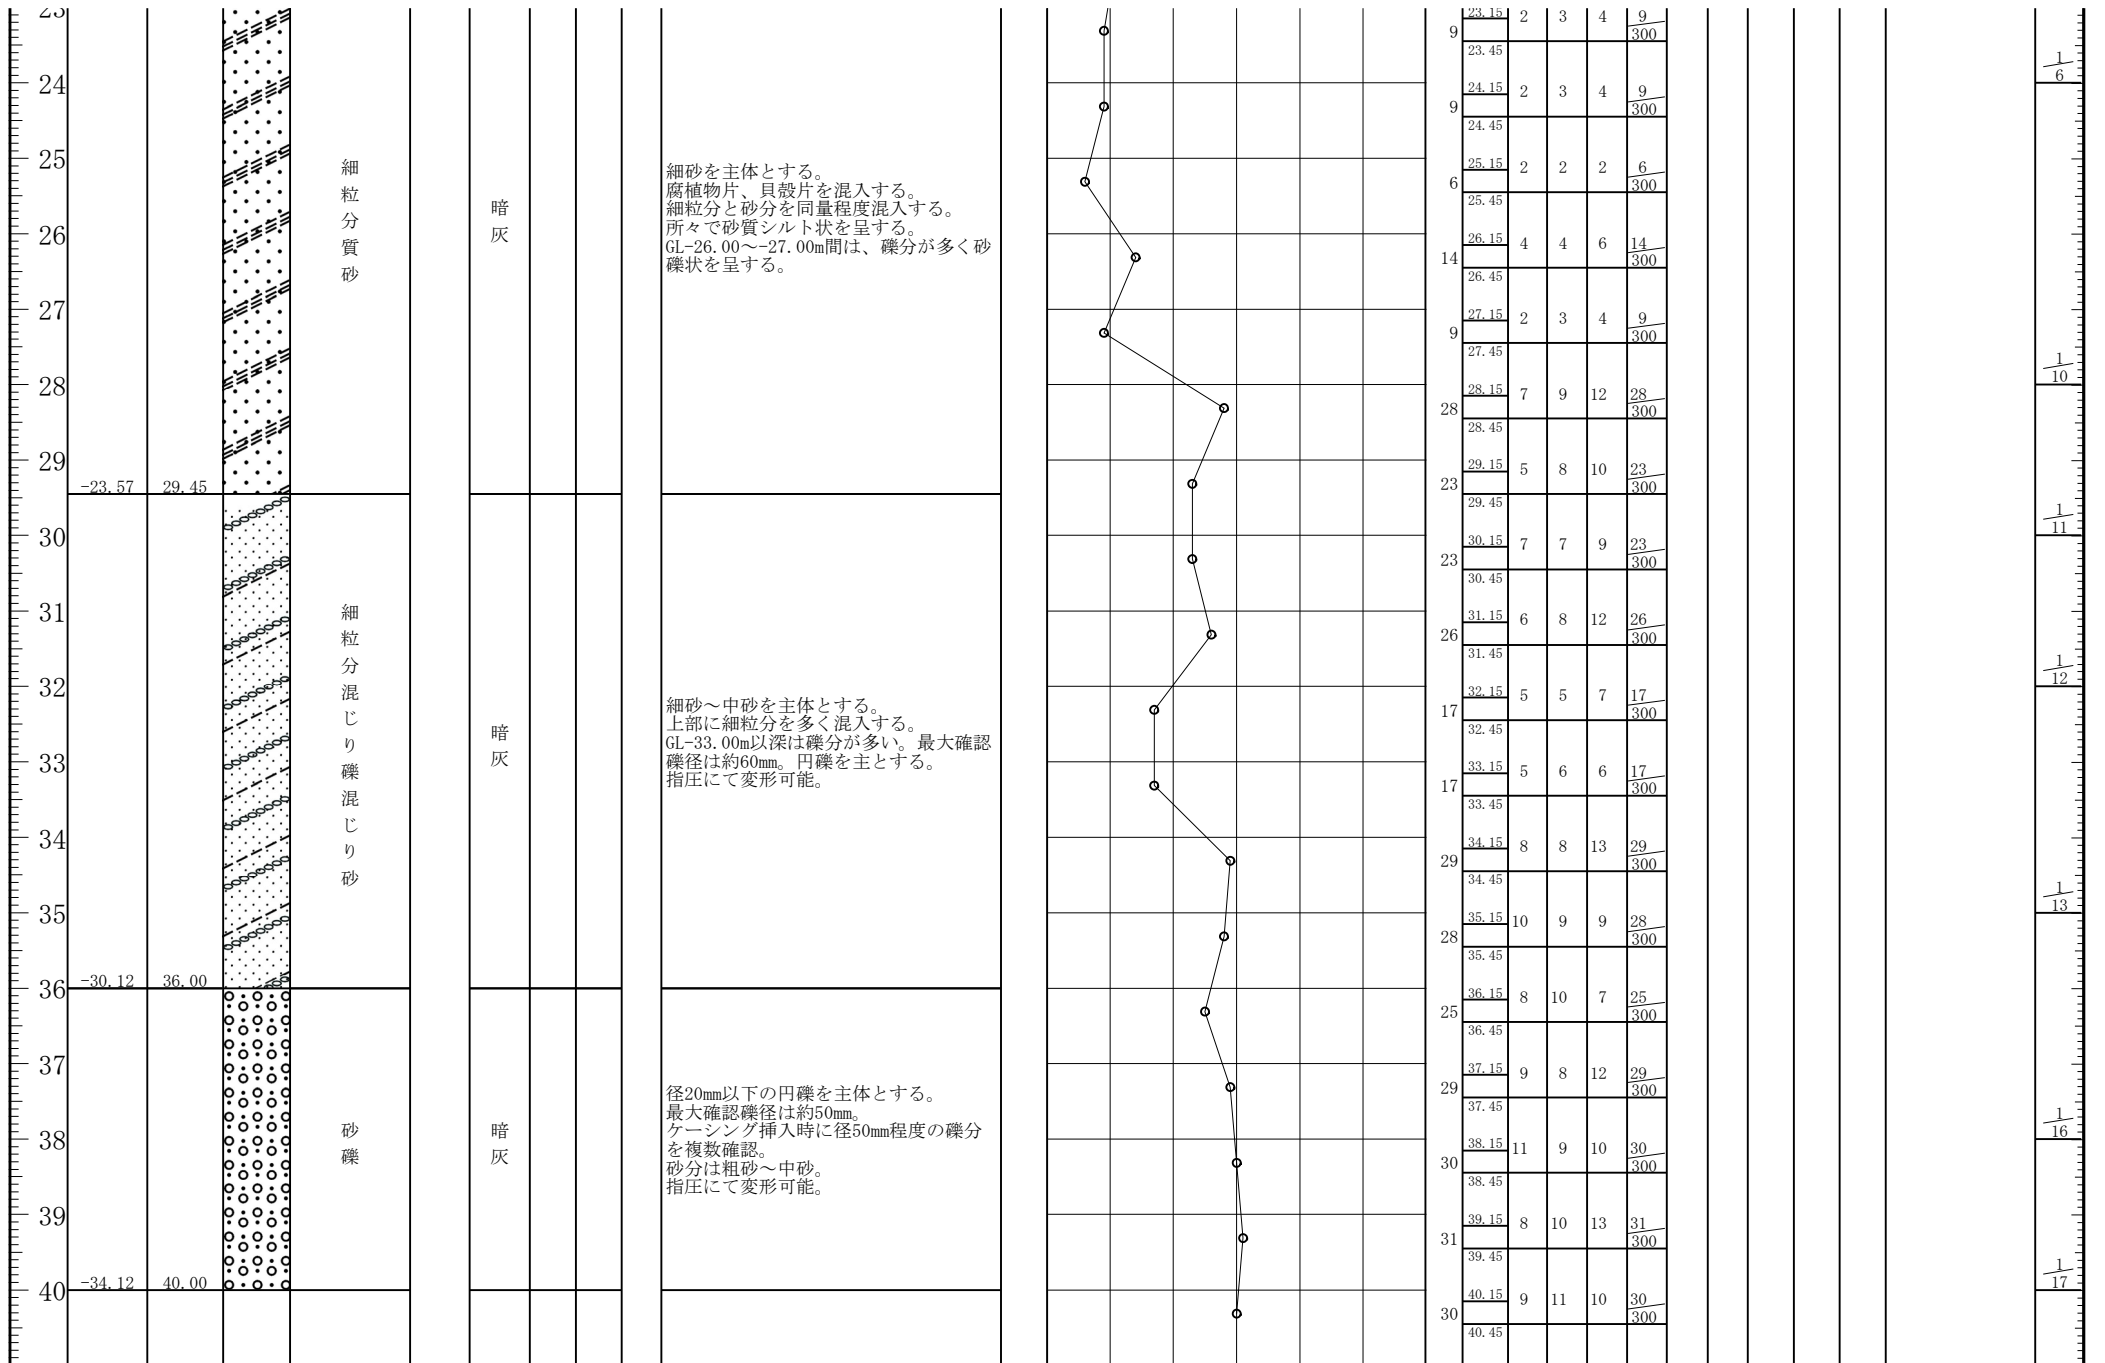 23
24
25
26
27
28
29
30
31
32
33
34
35
36
37
38
39
40
-23.57 29.45
-30.12 36.00
-34.12 40.00
細粒分質砂
細粒分混じり礫混じり砂
砂礫
暗灰
暗灰
暗灰
細砂を主体とする。
腐植物片、貝殻片を混入する。
細粒分と砂分を同量程度混入する。
所々で砂質シルト状を呈する。
GL-26.00～-27.00m間は、礫分が多く砂
礫状を呈する。
細砂～中砂を主体とする。
上部に細粒分を多く混入する。
GL-33.00m以深は礫分が多い。最大確認
礫径は約60mm。円礫を主とする。
指圧にて変形可能。
径20mm以下の円礫を主体とする。
最大確認礫径は約50mm。
ケーシング挿入時に径50mm程度の礫分
を複数確認。
砂分は粗砂～中砂。
指圧にて変形可能。
9 23.15 2 3 4 9/300
23.45
9 24.15 2 3 4 9/300
24.45
6 25.15 2 2 2 6/300
25.45
14 26.15 4 4 6 14/300
26.45
9 27.15 2 3 4 9/300
27.45
28 28.15 7 9 12 28/300
28.45
23 29.15 5 8 10 23/300
29.45
23 30.15 7 7 9 23/300
30.45
26 31.15 6 8 12 26/300
31.45
17 32.15 5 5 7 17/300
32.45
17 33.15 5 6 6 17/300
33.45
29 34.15 8 8 13 29/300
34.45
28 35.15 10 9 9 28/300
35.45
25 36.15 8 10 7 25/300
36.45
29 37.15 9 8 12 29/300
37.45
30 38.15 11 9 10 30/300
38.45
31 39.15 8 10 13 31/300
39.45
30 40.15 9 11 10 30/300
40.45
1/6
1/10
1/11
1/12
1/13
1/16
1/17